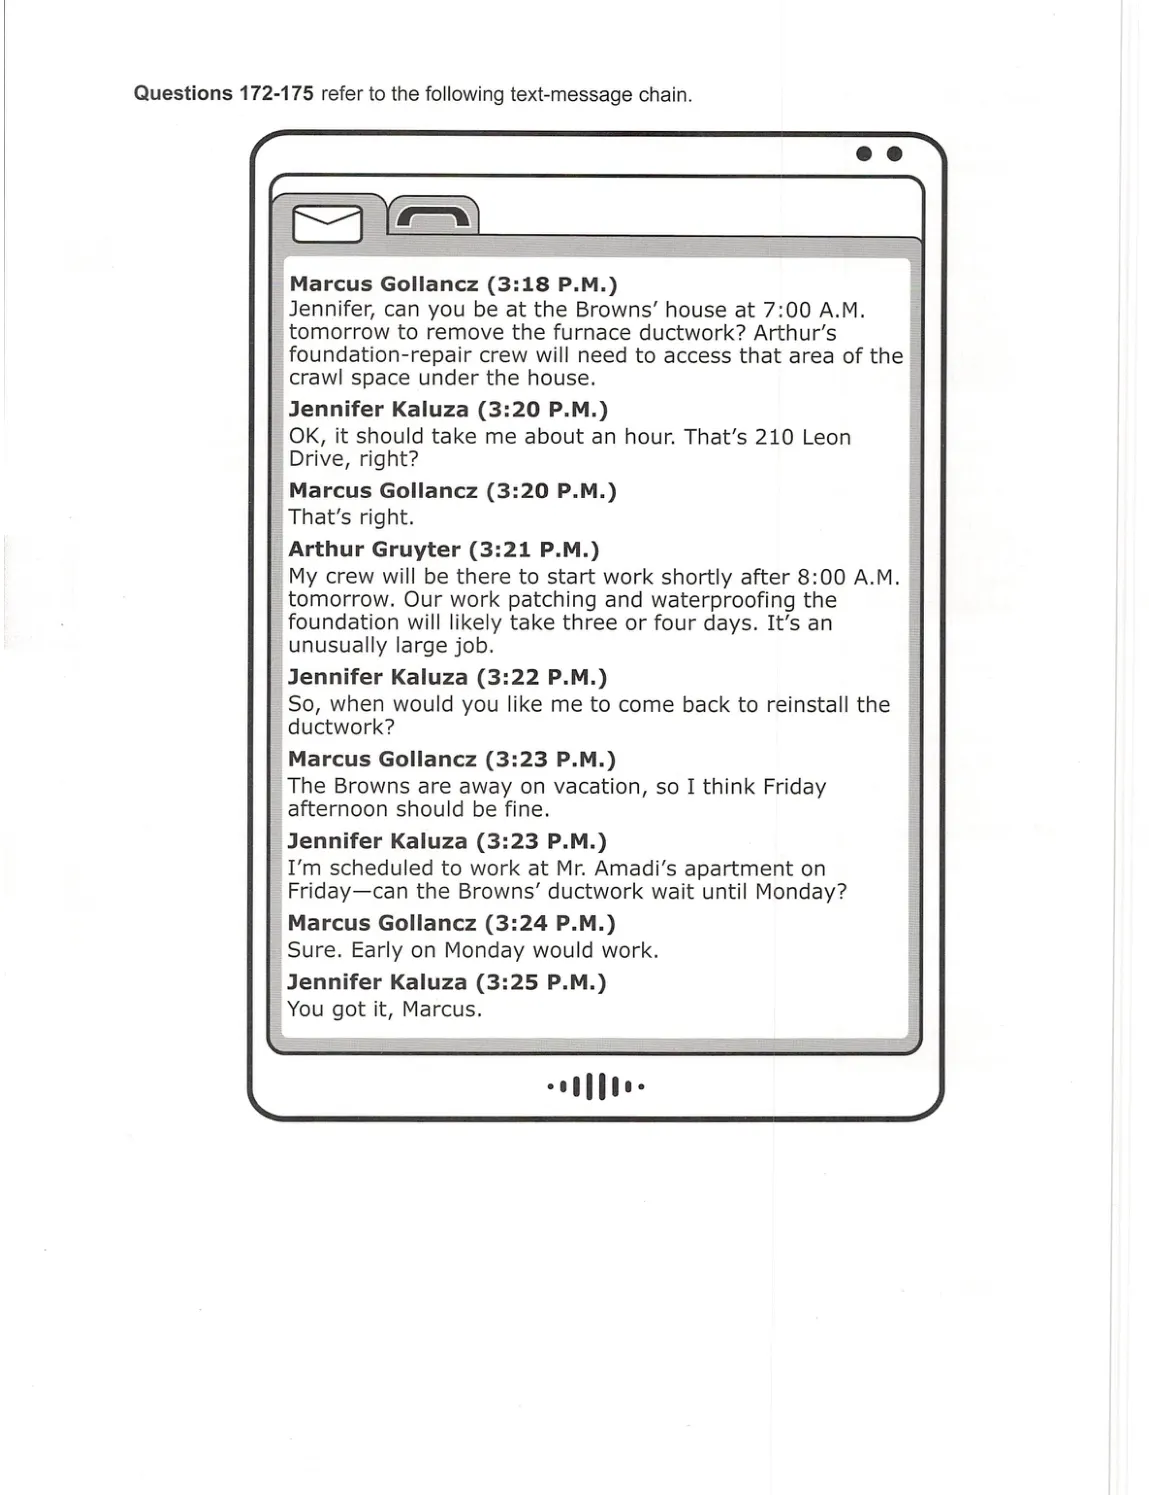 Questions 172-175 refer to the following text-message chain.
Marcus Gollancz (3:18 P.M.)
Jennifer, can you be at the Browns' house at 7:00 A.M.
tomorrow to remove the furnace ductwork? Arthur's
foundation-repair crew will need to access that area of the
crawl space under the house.
Jennifer Kaluza (3:20 P.M.)
OK, it should take me about an hour. That's 210 Leon
Drive, right?
Marcus Gollancz (3:20 P.M.)
That's right.
Arthur Gruyter (3:21 P.M.)
My crew will be there to start work shortly after 8:00 A.M.
tomorrow. Our work patching and waterproofing the
foundation will likely take three or four days. It's an
unusually large job.
Jennifer Kaluza (3:22 P.M.)
So, when would you like me to come back to reinstall the
ductwork?
Marcus Gollancz (3:23 P.M.)
The Browns are away on vacation, so I think Friday
afternoon should be fine.
Jennifer Kaluza (3:23 P.M.)
I'm scheduled to work at Mr. Amadi's apartment on
Friday—can the Browns' ductwork wait until Monday?
Marcus Gollancz (3:24 P.M.)
Sure. Early on Monday would work.
Jennifer Kaluza (3:25 P.M.)
You got it, Marcus.